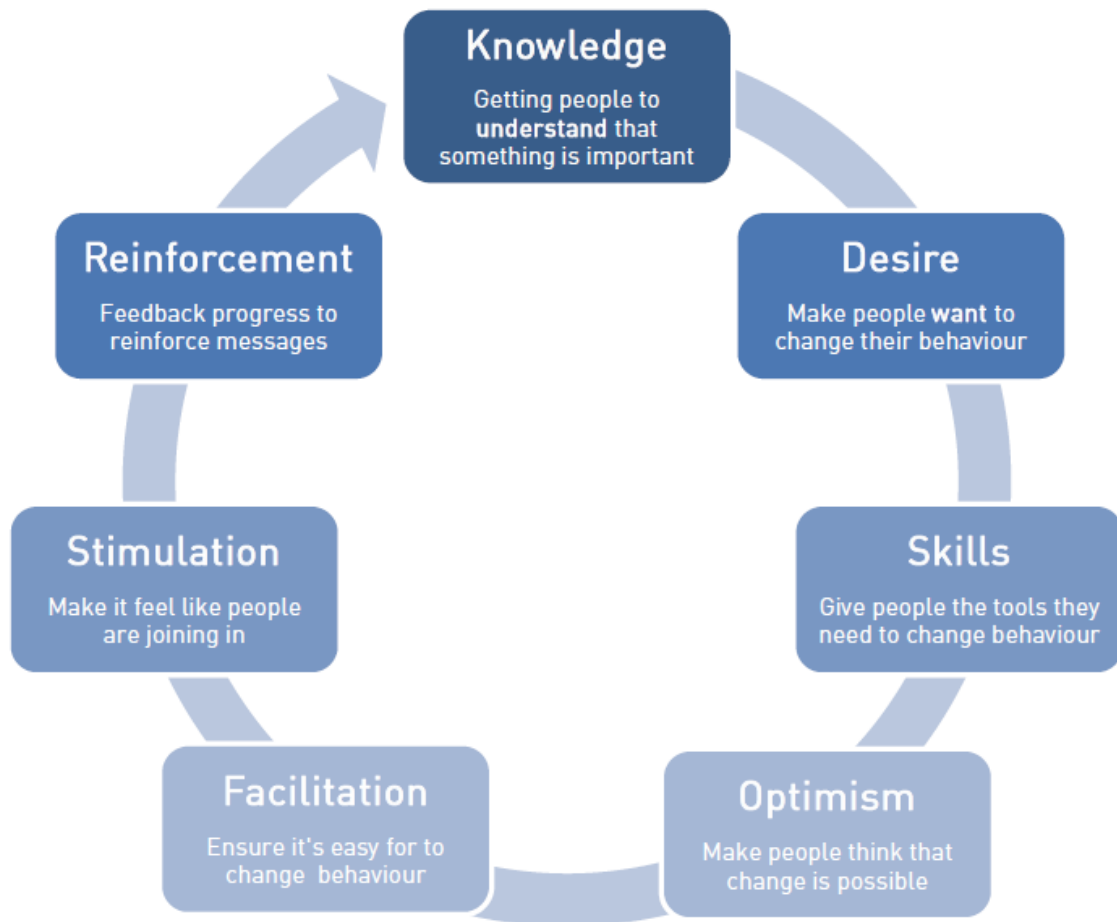 Knowledge
Getting people to
understand that
something is important
Desire
Make people want to
change their behaviour
Skills
Give people the tools they
need to change behaviour
Optimism
Make people think that
change is possible
Facilitation
Ensure it's easy for to
change  behaviour
Stimulation
Make it feel like people
are joining in
Reinforcement
Feedback progress to
reinforce messages